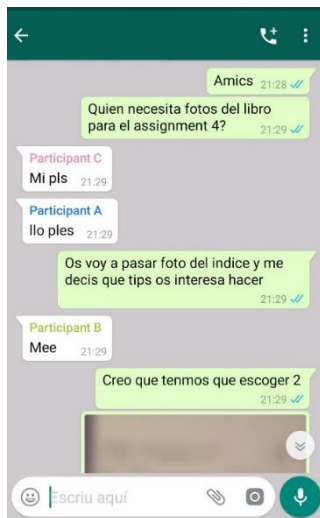 Amics 21:28
Quien necesita fotos del libro
para el assignment 4? 21:29
Participant C
Mi pls 21:29
Participant A
llo ples 21:29
Os voy a pasar foto del indice y me
decis que tips os interesa hacer
21:29
Participant B
Mee 21:29
Creo que tenmos que escoger 2
21:29
Escriu aquí